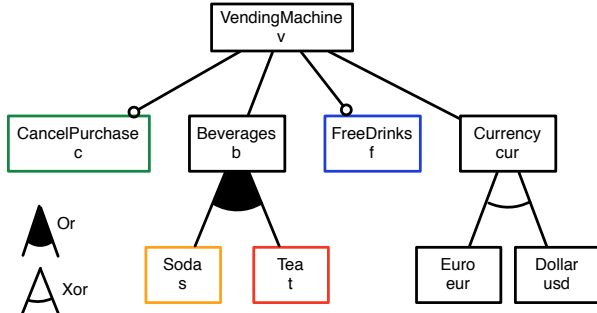 VendingMachine
v
CancelPurchase
c
Beverages
b
FreeDrinks
f
Currency
cur
Or
Xor
Soda
s
Tea
t
Euro
eur
Dollar
usd